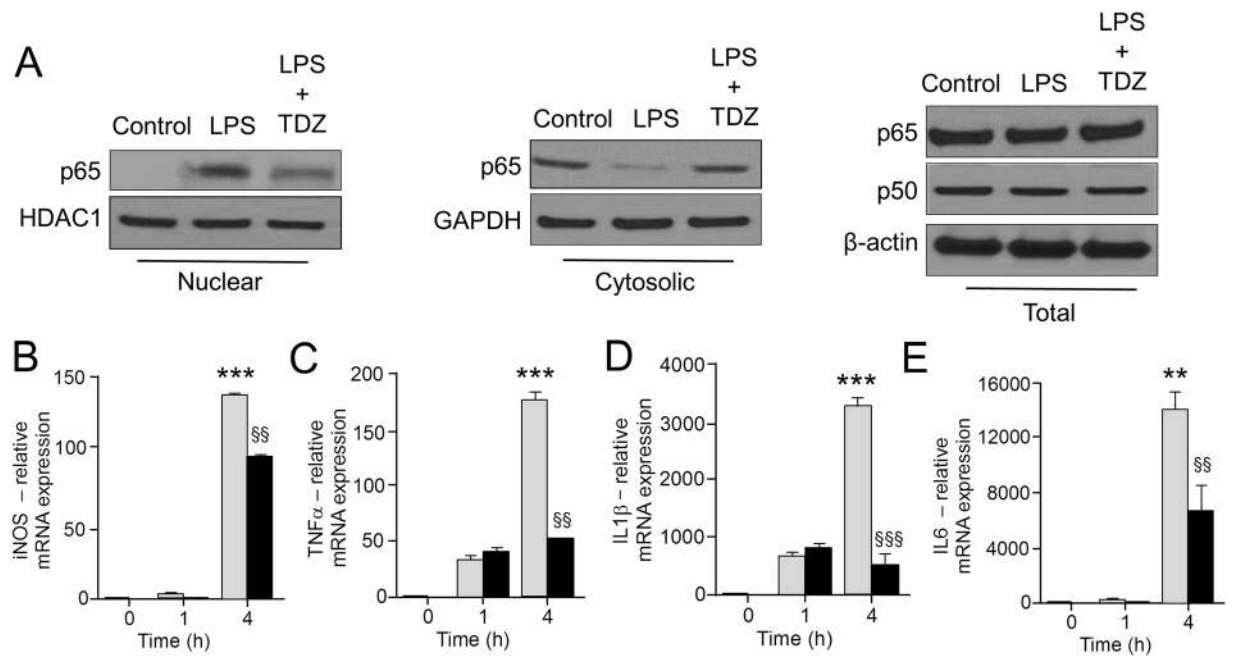 A
Control
LPS
LPS
+
TDZ
p65
HDAC1
Nuclear
Control
LPS
LPS
+
TDZ
p65
GAPDH
Cytosolic
Control
LPS
LPS
+
TDZ
p65
p50
β-actin
Total
B
iNOS – relative
mRNA expression
150
100
50
0
***
§§
0 1 4
Time (h)
C
TNFα – relative
mRNA expression
200
150
100
50
0
***
§§
0 1 4
Time (h)
D
IL1β – relative
mRNA expression
4000
3000
2000
1000
0
***
§§§
0 1 4
Time (h)
E
IL6 – relative
mRNA expression
16000
12000
8000
4000
0
**
§§
0 1 4
Time (h)